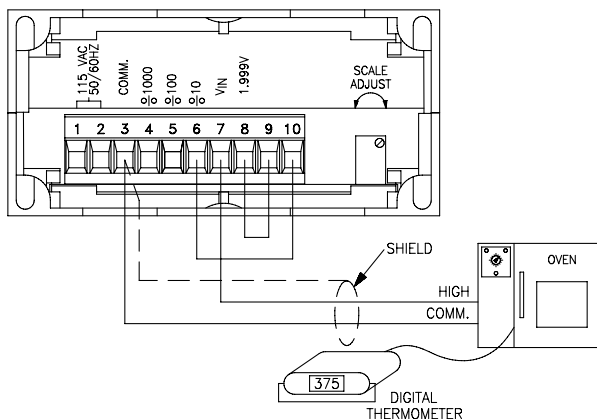 115 VAC
50/60HZ
COMM.
÷1000
÷100
÷10
VIN
1.999V
SCALE
ADJUST
1 2 3 4 5 6 7 8 9 10
SHIELD
OVEN
HIGH
COMM.
375
DIGITAL
THERMOMETER